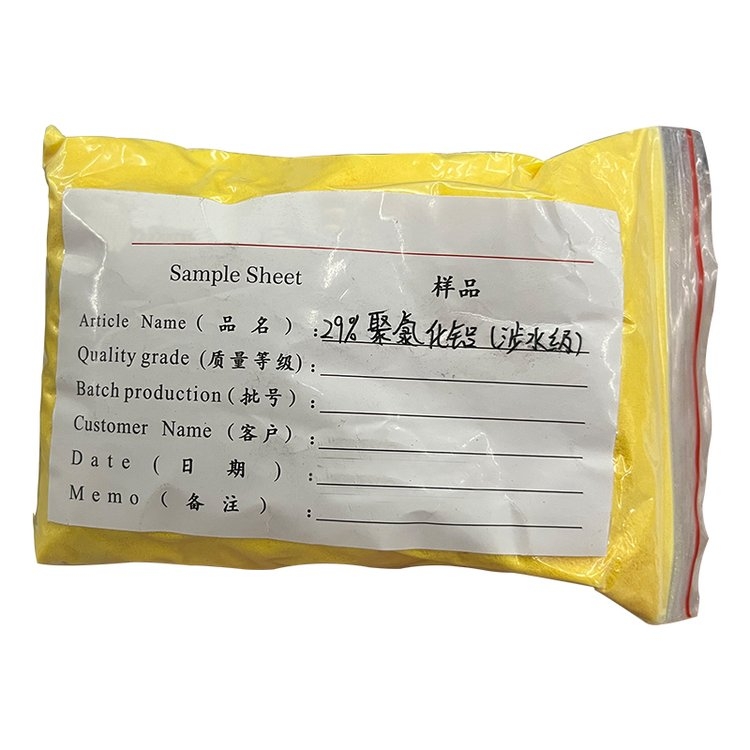 Sample Sheet 样品
Article Name ( 品 名 ) : 29% 聚氯化铝 (涉水级)
Quality grade (质量等级) :
Batch production (批号) :
Customer Name (客户) :
Date ( 日 期 ) :
Memo ( 备 注 ) :